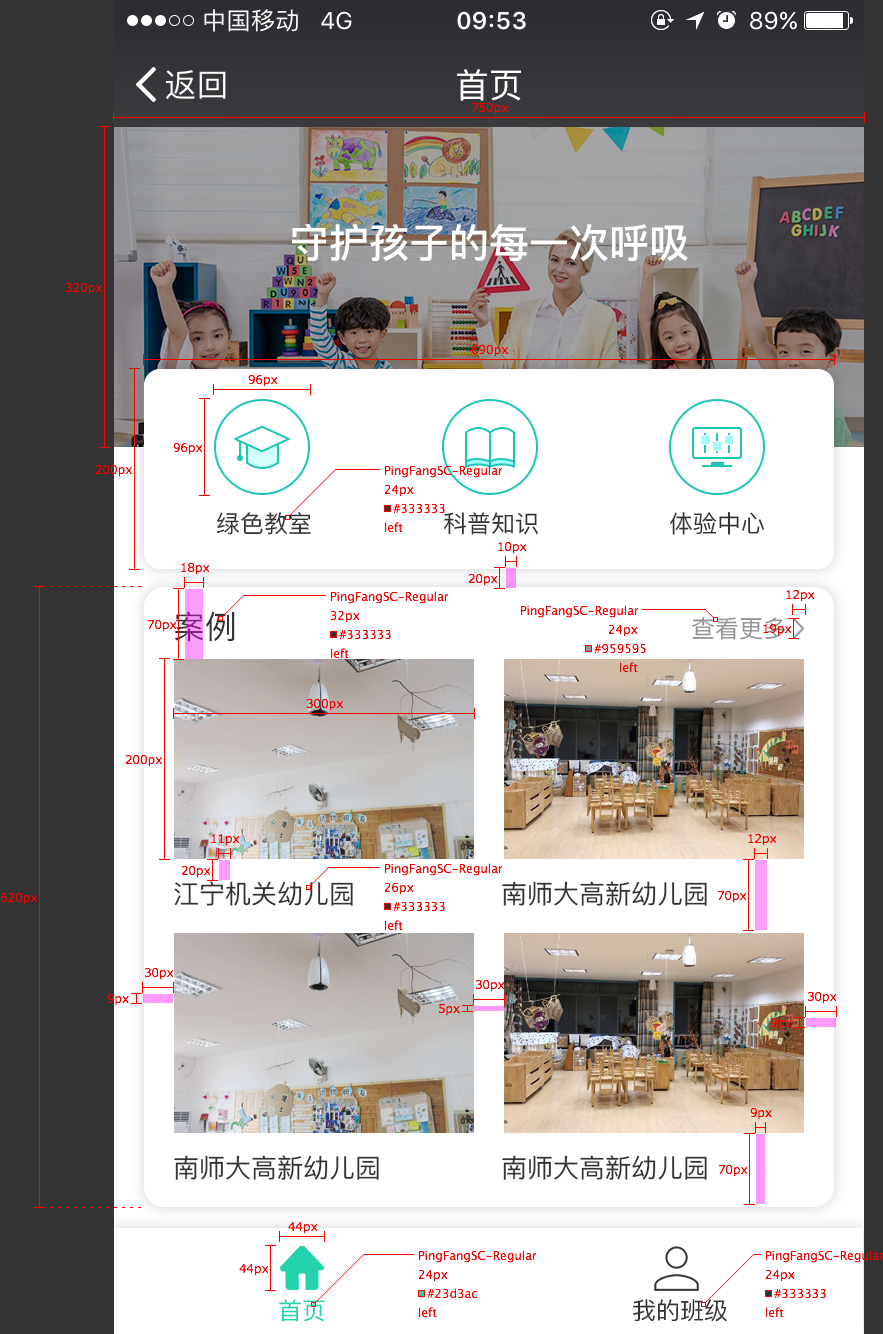 中国移动 4G 09:53 89%
返回 首页
750px
ABCDEF
GHIJK
守护孩子的每一次呼吸
320px
690px
96px
96px
200px
PingFangSC-Regular
24px
#333333
left
绿色教室 科普知识 体验中心
10px
20px
18px
70px
PingFangSC-Regular
32px
#333333
left
案例
PingFangSC-Regular
24px
#959595
left
12px
查看更多
19px
300px
200px
11px
20px
PingFangSC-Regular
26px
#333333
left
12px
70px
江宁机关幼儿园 南师大高新幼儿园
620px
30px
9px
30px
5px
30px
9px
70px
南师大高新幼儿园 南师大高新幼儿园
44px
44px
PingFangSC-Regular
24px
#23d3ac
left
PingFangSC-Regular
24px
#333333
left
首页 我的班级